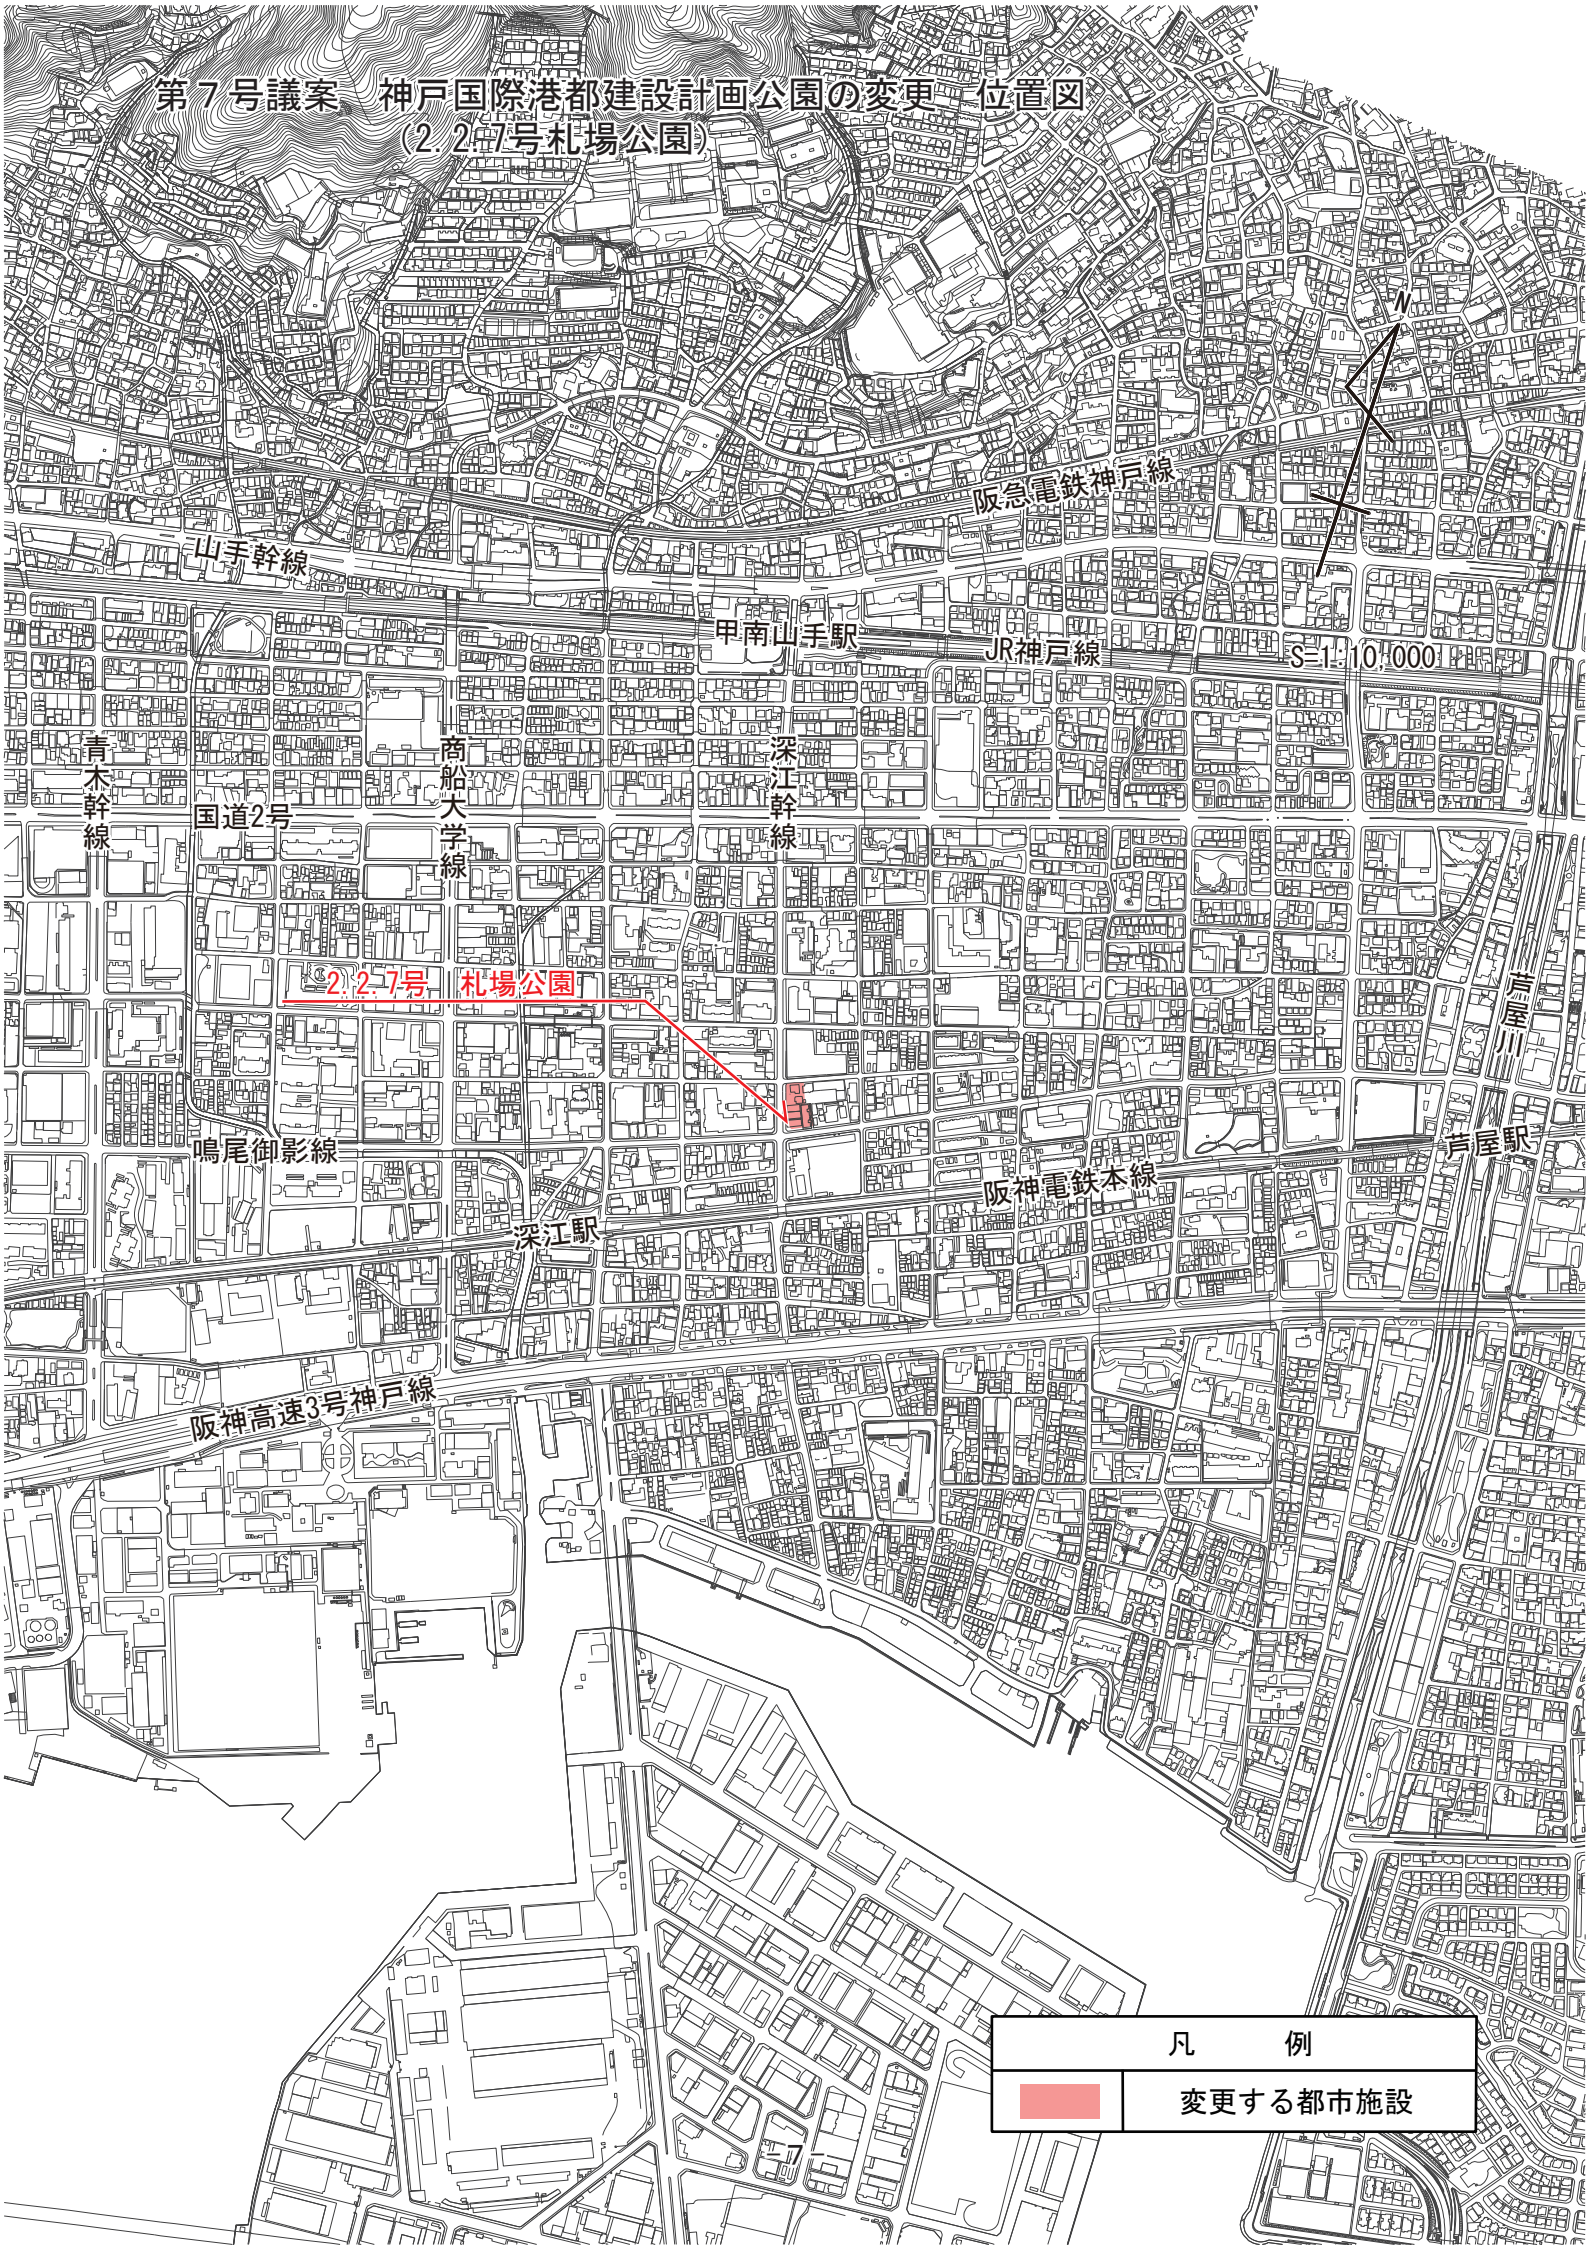 第7号議案　神戸国際港都建設計画公園の変更　位置図
(2.2.7号札場公園)
N
阪急電鉄神戸線
山手幹線
甲南山手駅
JR神戸線
S=1:10,000
青木幹線
商船大学線
深江幹線
国道2号
2.2.7号　札場公園
芦屋川
鳴尾御影線
芦屋駅
阪神電鉄本線
深江駅
阪神高速3号神戸線
凡　例
変更する都市施設
-7-